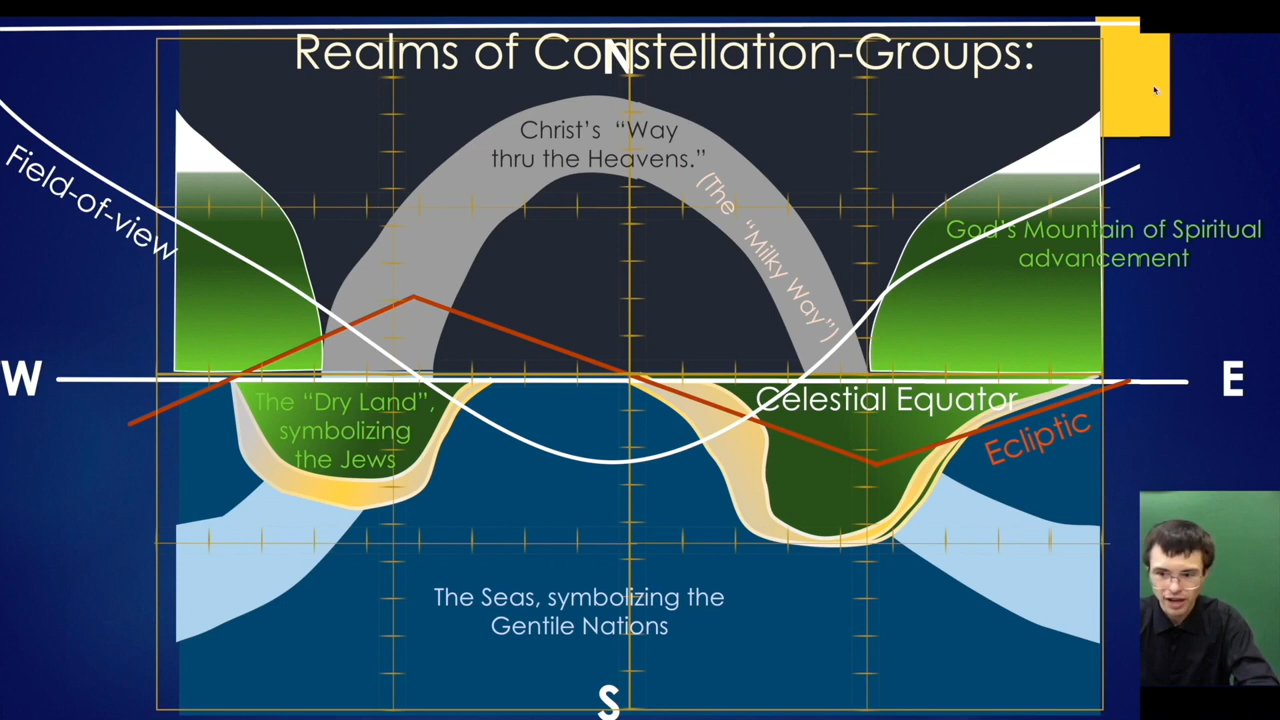 Realms of Constellation-Groups:
N
Christ's "Way
thru the Heavens."
(The "Milky Way")
Field-of-view
God's Mountain of Spiritual
advancement
W
E
The "Dry Land",
symbolizing
the Jews
Celestial Equator
Ecliptic
The Seas, symbolizing the
Gentile Nations
S